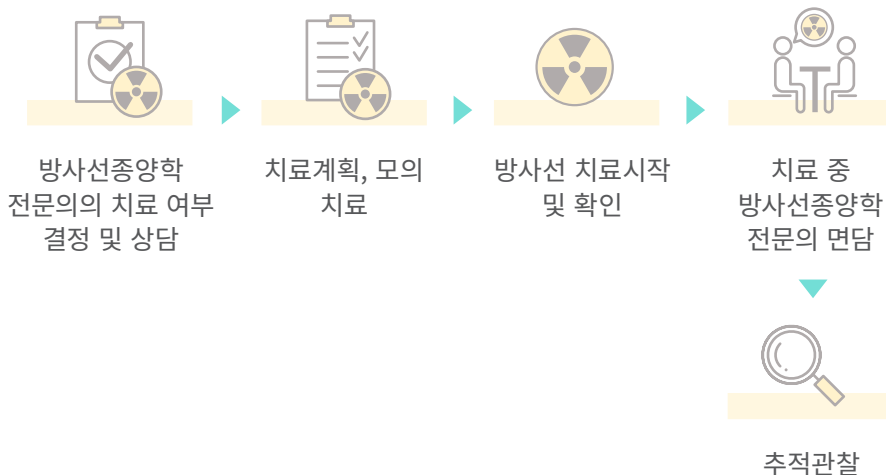 방사선종양학
전문의의 치료 여부
결정 및 상담
치료계획, 모의
치료
방사선 치료시작
및 확인
치료 중
방사선종양학
전문의 면담
추적관찰